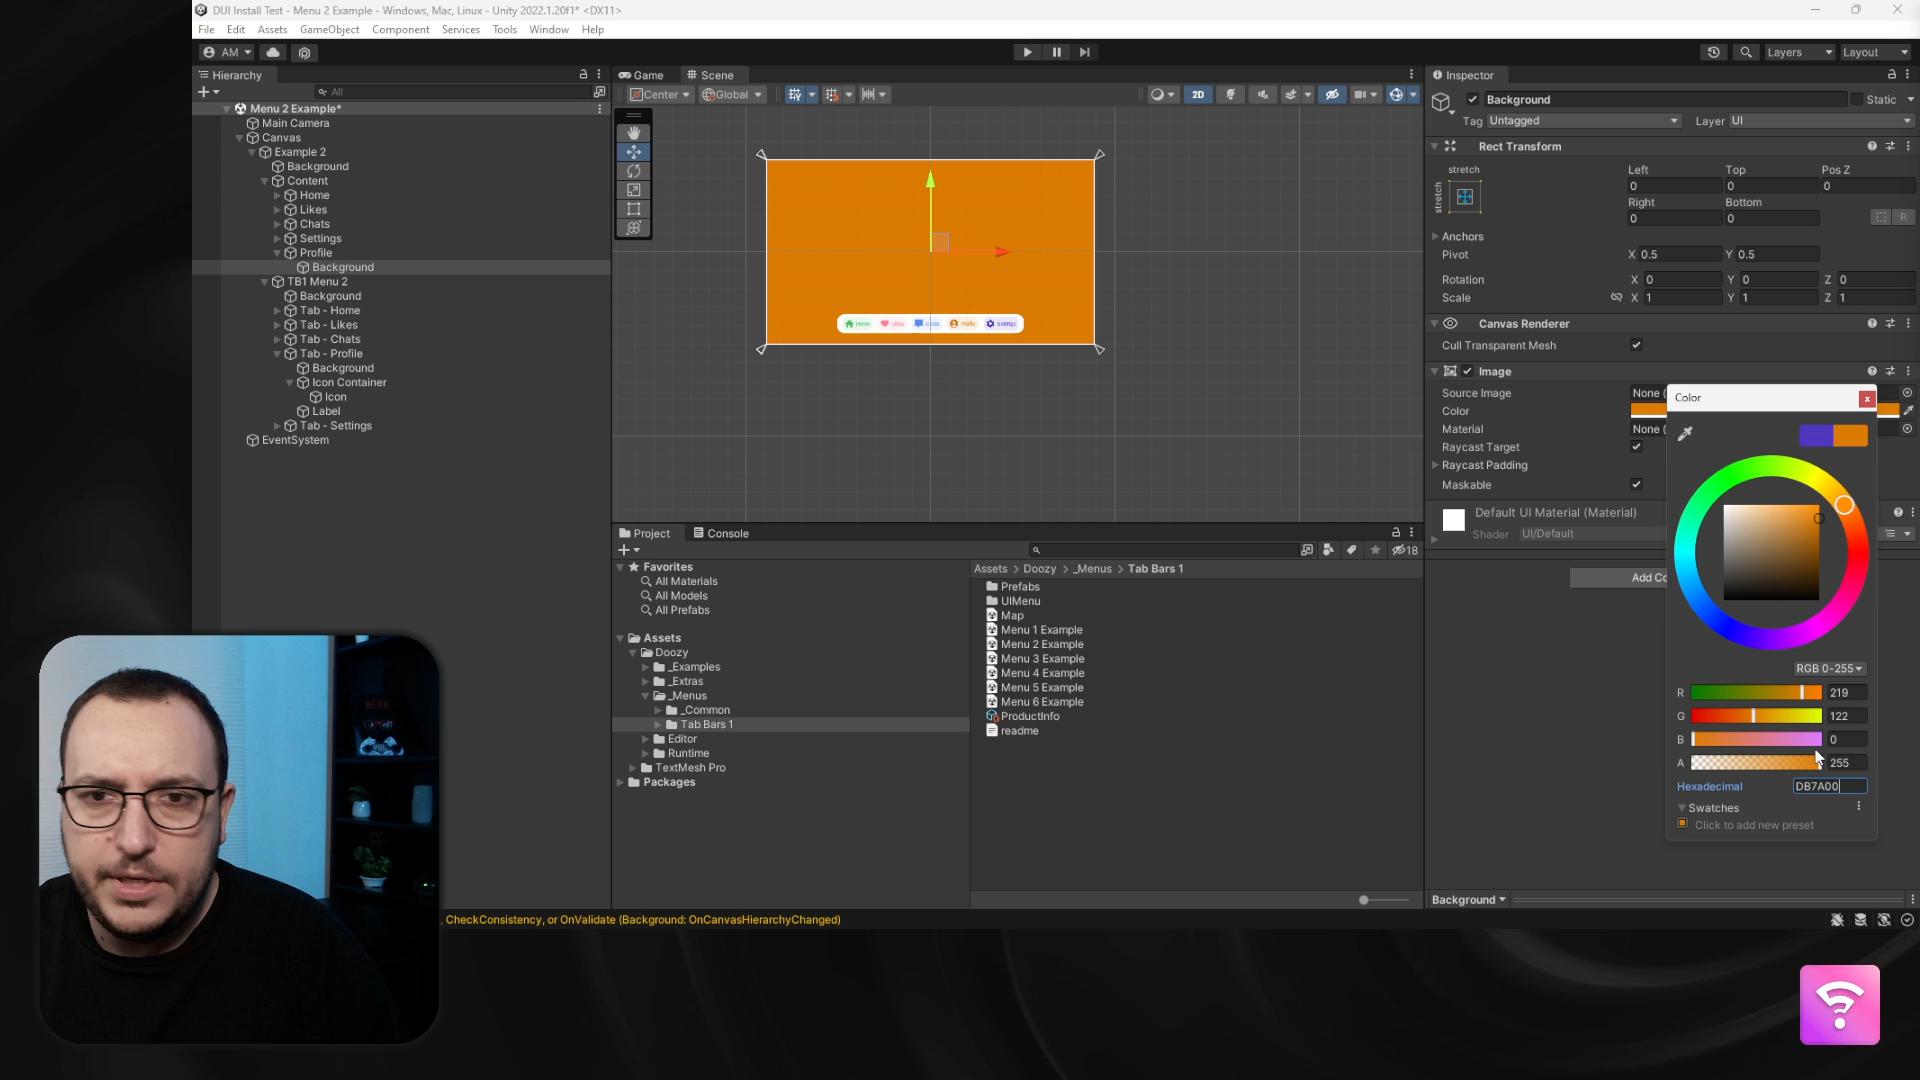 DUI Install Test - Menu 2 Example - Windows, Mac, Linux - Unity 2022.1.20f1* <DX11>
File Edit Assets GameObject Component Services Tools Window Help
AM Layers Layout
Hierarchy
All
Menu 2 Example*
Main Camera
Canvas
Example 2
Background
Content
Home
Likes
Chats
Settings
Profile
Background
TB1 Menu 2
Background
Tab - Home
Tab - Likes
Tab - Chats
Tab - Profile
Background
Icon Container
Icon
Label
Tab - Settings
EventSystem
Game Scene
Center Global 2D
Project Console
18
Favorites
All Materials
All Models
All Prefabs
Assets
Doozy
_Examples
_Extras
_Menus
_Common
Tab Bars 1
Editor
Runtime
TextMesh Pro
Packages
Assets > Doozy > _Menus > Tab Bars 1
Prefabs
UIMenu
Map
Menu 1 Example
Menu 2 Example
Menu 3 Example
Menu 4 Example
Menu 5 Example
Menu 6 Example
ProductInfo
readme
Inspector
Background Static
Tag Untagged Layer UI
Rect Transform
stretch
stretch
Left Top Pos Z
0 0 0
Right Bottom
0 0 R
Anchors
Pivot X 0.5 Y 0.5
Rotation X 0 Y 0 Z 0
Scale X 1 Y 1 Z 1
Canvas Renderer
Cull Transparent Mesh
Image
Source Image None (
Color
Material None (
Raycast Target
Raycast Padding
Maskable
Default UI Material (Material)
Shader UI/Default
Add Co
Color
RGB 0-255
R 219
G 122
B 0
A 255
Hexadecimal DB7A00
Swatches
Click to add new preset
Background
, CheckConsistency, or OnValidate (Background: OnCanvasHierarchyChanged)